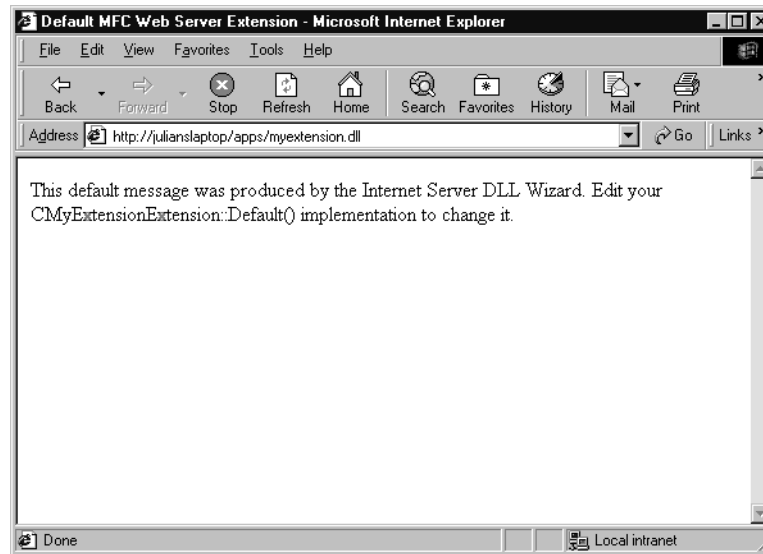 Default MFC Web Server Extension - Microsoft Internet Explorer
File Edit View Favorites Tools Help
Back Forward Stop Refresh Home Search Favorites History Mail Print
Address http://julianslaptop/apps/myextension.dll Go Links
This default message was produced by the Internet Server DLL Wizard. Edit your
CMyExtensionExtension::Default() implementation to change it.
Done Local intranet